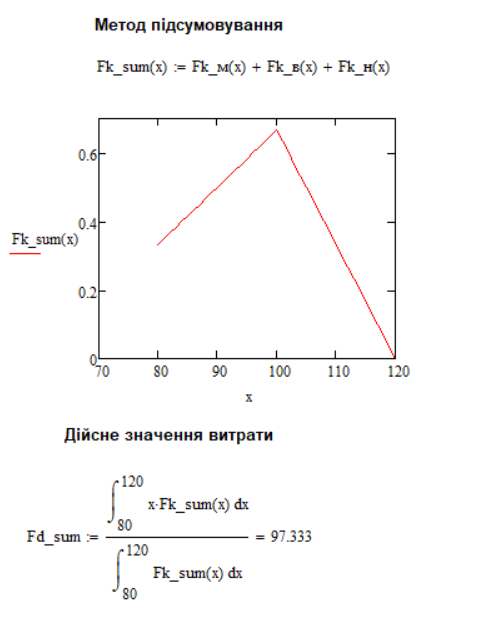 Метод підсумовування
Fk_sum(x) := Fk_м(x) + Fk_в(x) + Fk_н(x)
0.6
0.4
Fk_sum(x)
0.2
0
70 80 90 100 110 120
x
Дійсне значення витрати
120
x·Fk_sum(x) dx
80
Fd_sum := = 97.333
120
Fk_sum(x) dx
80